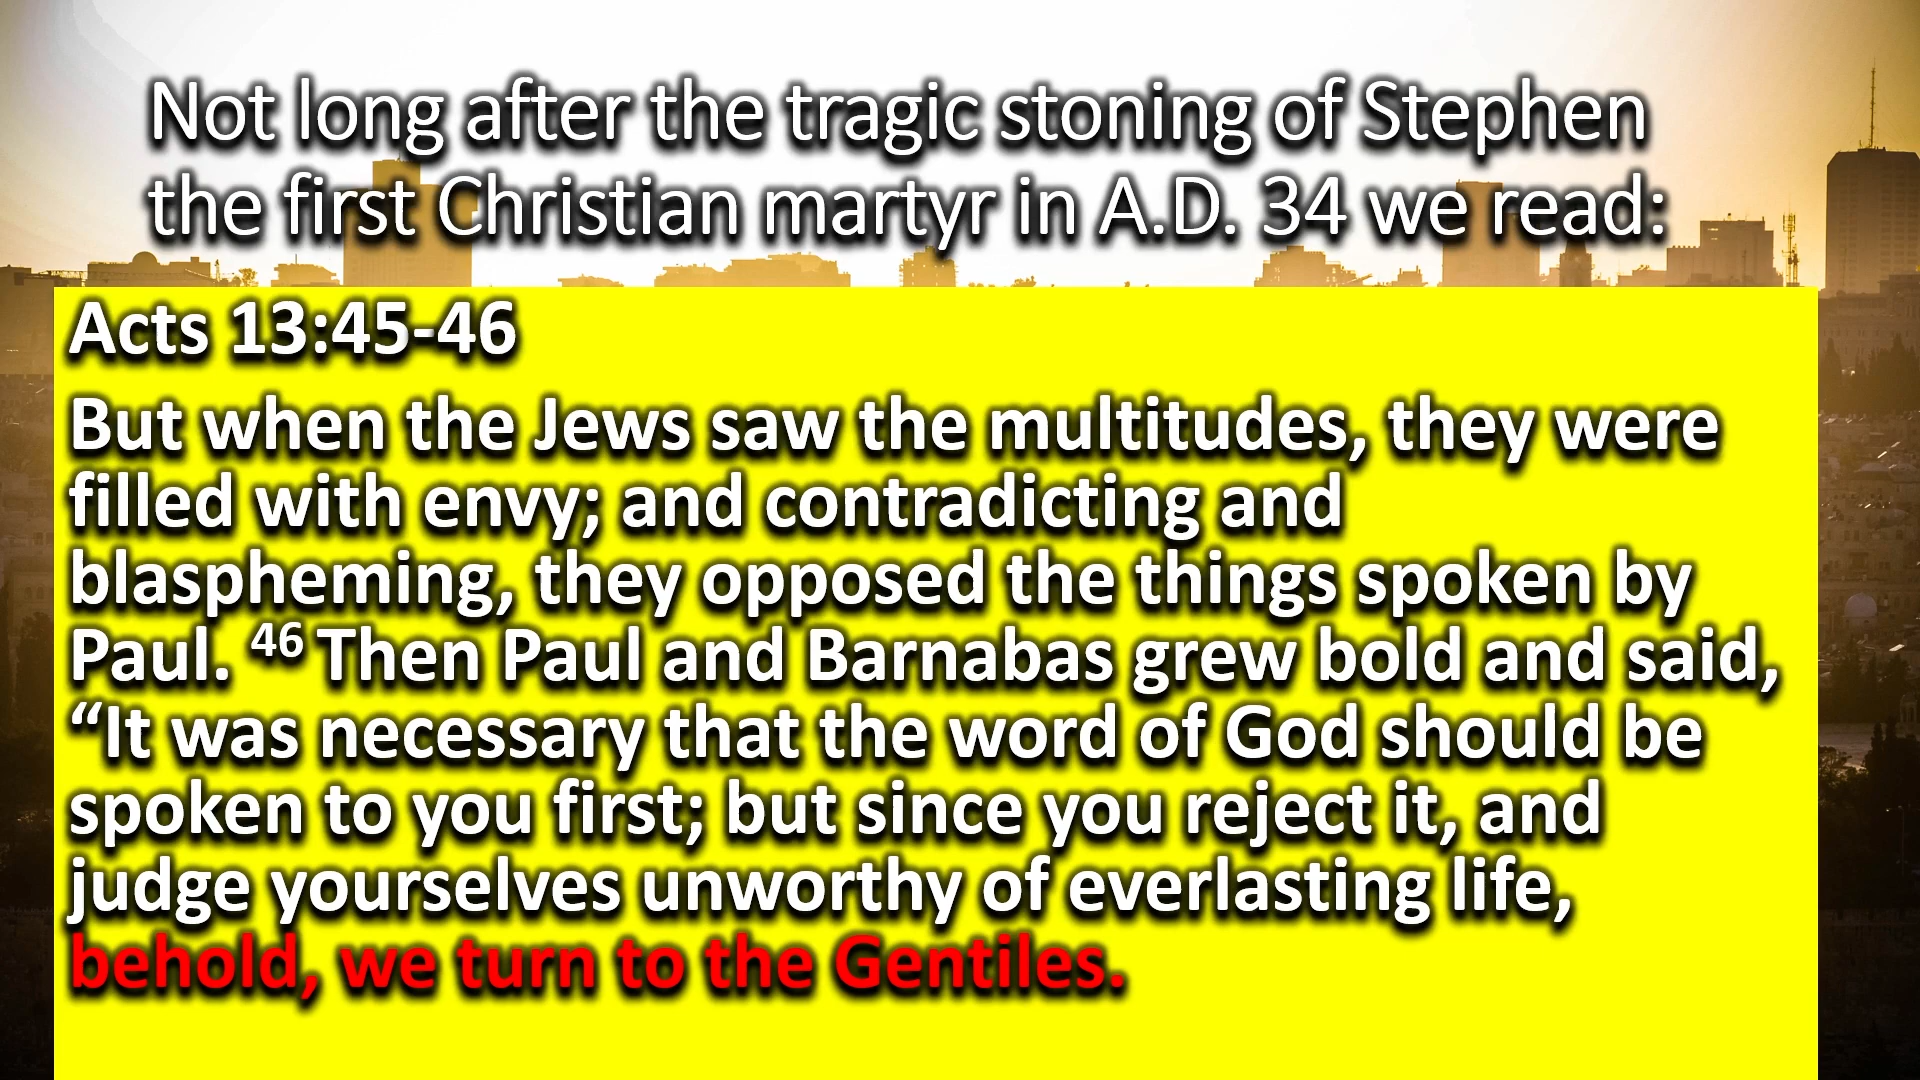 Not long after the tragic stoning of Stephen
the first Christian martyr in A.D. 34 we read:
Acts 13:45-46
But when the Jews saw the multitudes, they were
filled with envy; and contradicting and
blaspheming, they opposed the things spoken by
Paul. 46 Then Paul and Barnabas grew bold and said,
“It was necessary that the word of God should be
spoken to you first; but since you reject it, and
judge yourselves unworthy of everlasting life,
behold, we turn to the Gentiles.